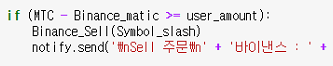 if (MTC - Binance_matic >= user_amount):
    Binance_Sell(Symbol_slash)
    notify.send('₩nSell 주문₩n' + '바이낸스 : ' +